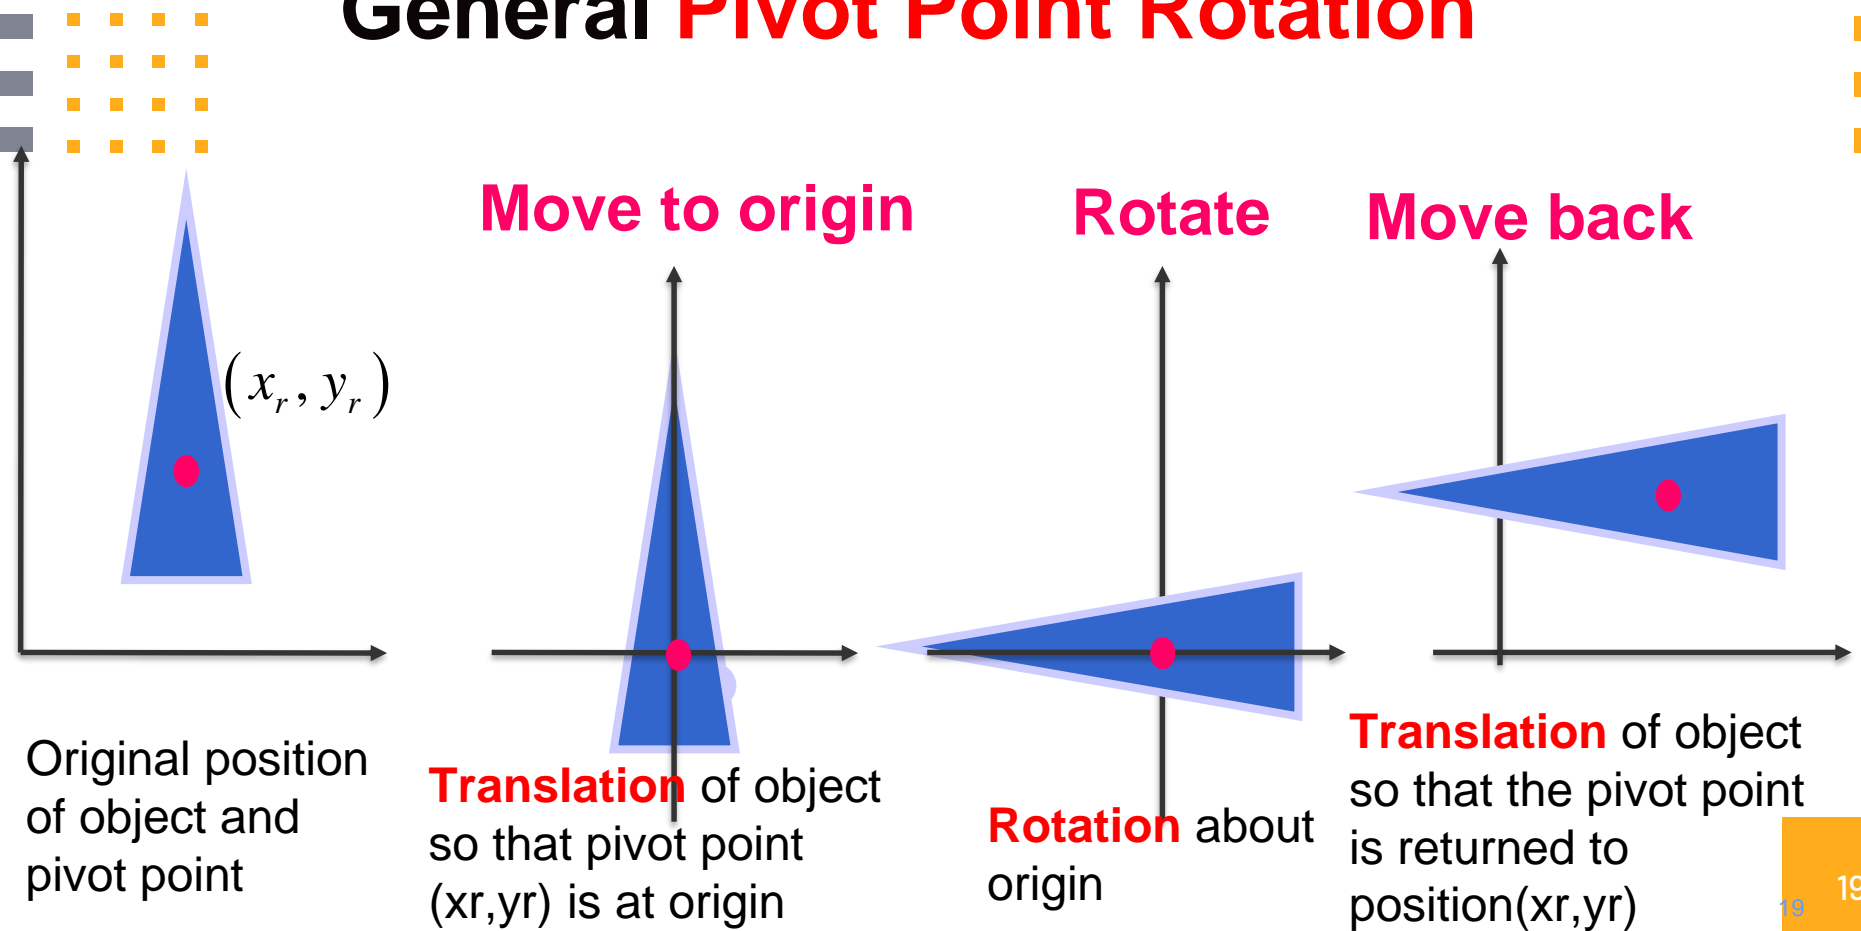 General Pivot Point Rotation
Move to origin
Rotate
Move back
(xr, yr)
Original position
of object and
pivot point
Translation of object
so that pivot point
(xr,yr) is at origin
Rotation about
origin
Translation of object
so that the pivot point
is returned to
position(xr,yr)
19
19